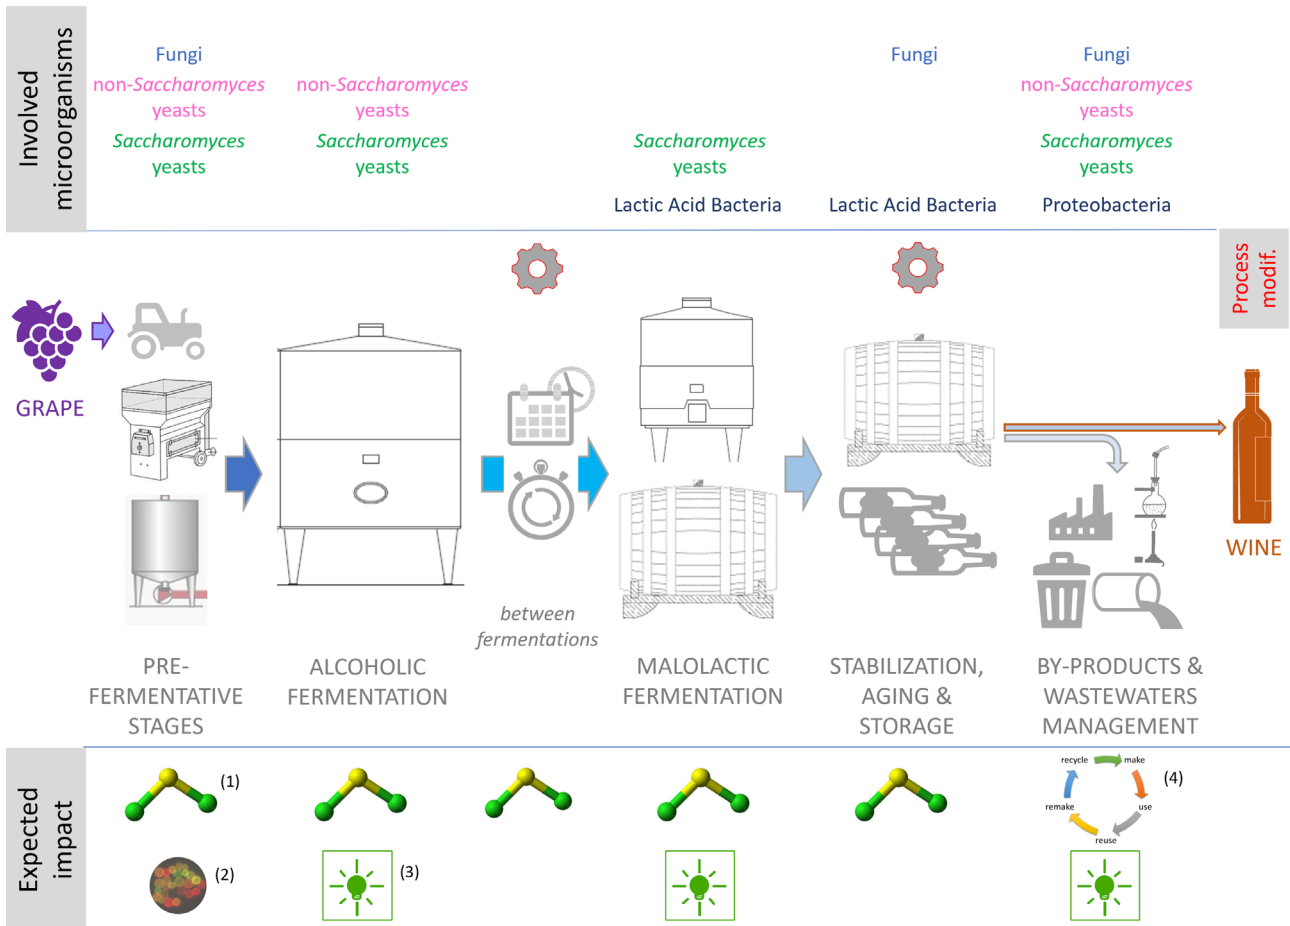 Involved
microorganisms
Fungi
non-Saccharomyces
yeasts
Saccharomyces
yeasts
non-Saccharomyces
yeasts
Saccharomyces
yeasts
Saccharomyces
yeasts
Lactic Acid Bacteria
Fungi
Lactic Acid Bacteria
Fungi
non-Saccharomyces
yeasts
Saccharomyces
yeasts
Proteobacteria
Process
modif.
GRAPE
WINE
between
fermentations
PRE-
FERMENTATIVE
STAGES
ALCOHOLIC
FERMENTATION
MALOLACTIC
FERMENTATION
STABILIZATION,
AGING &
STORAGE
BY-PRODUCTS &
WASTEWATERS
MANAGEMENT
Expected
impact
(1)
(2)
(3)
recycle
make
(4)
remake
use
reuse